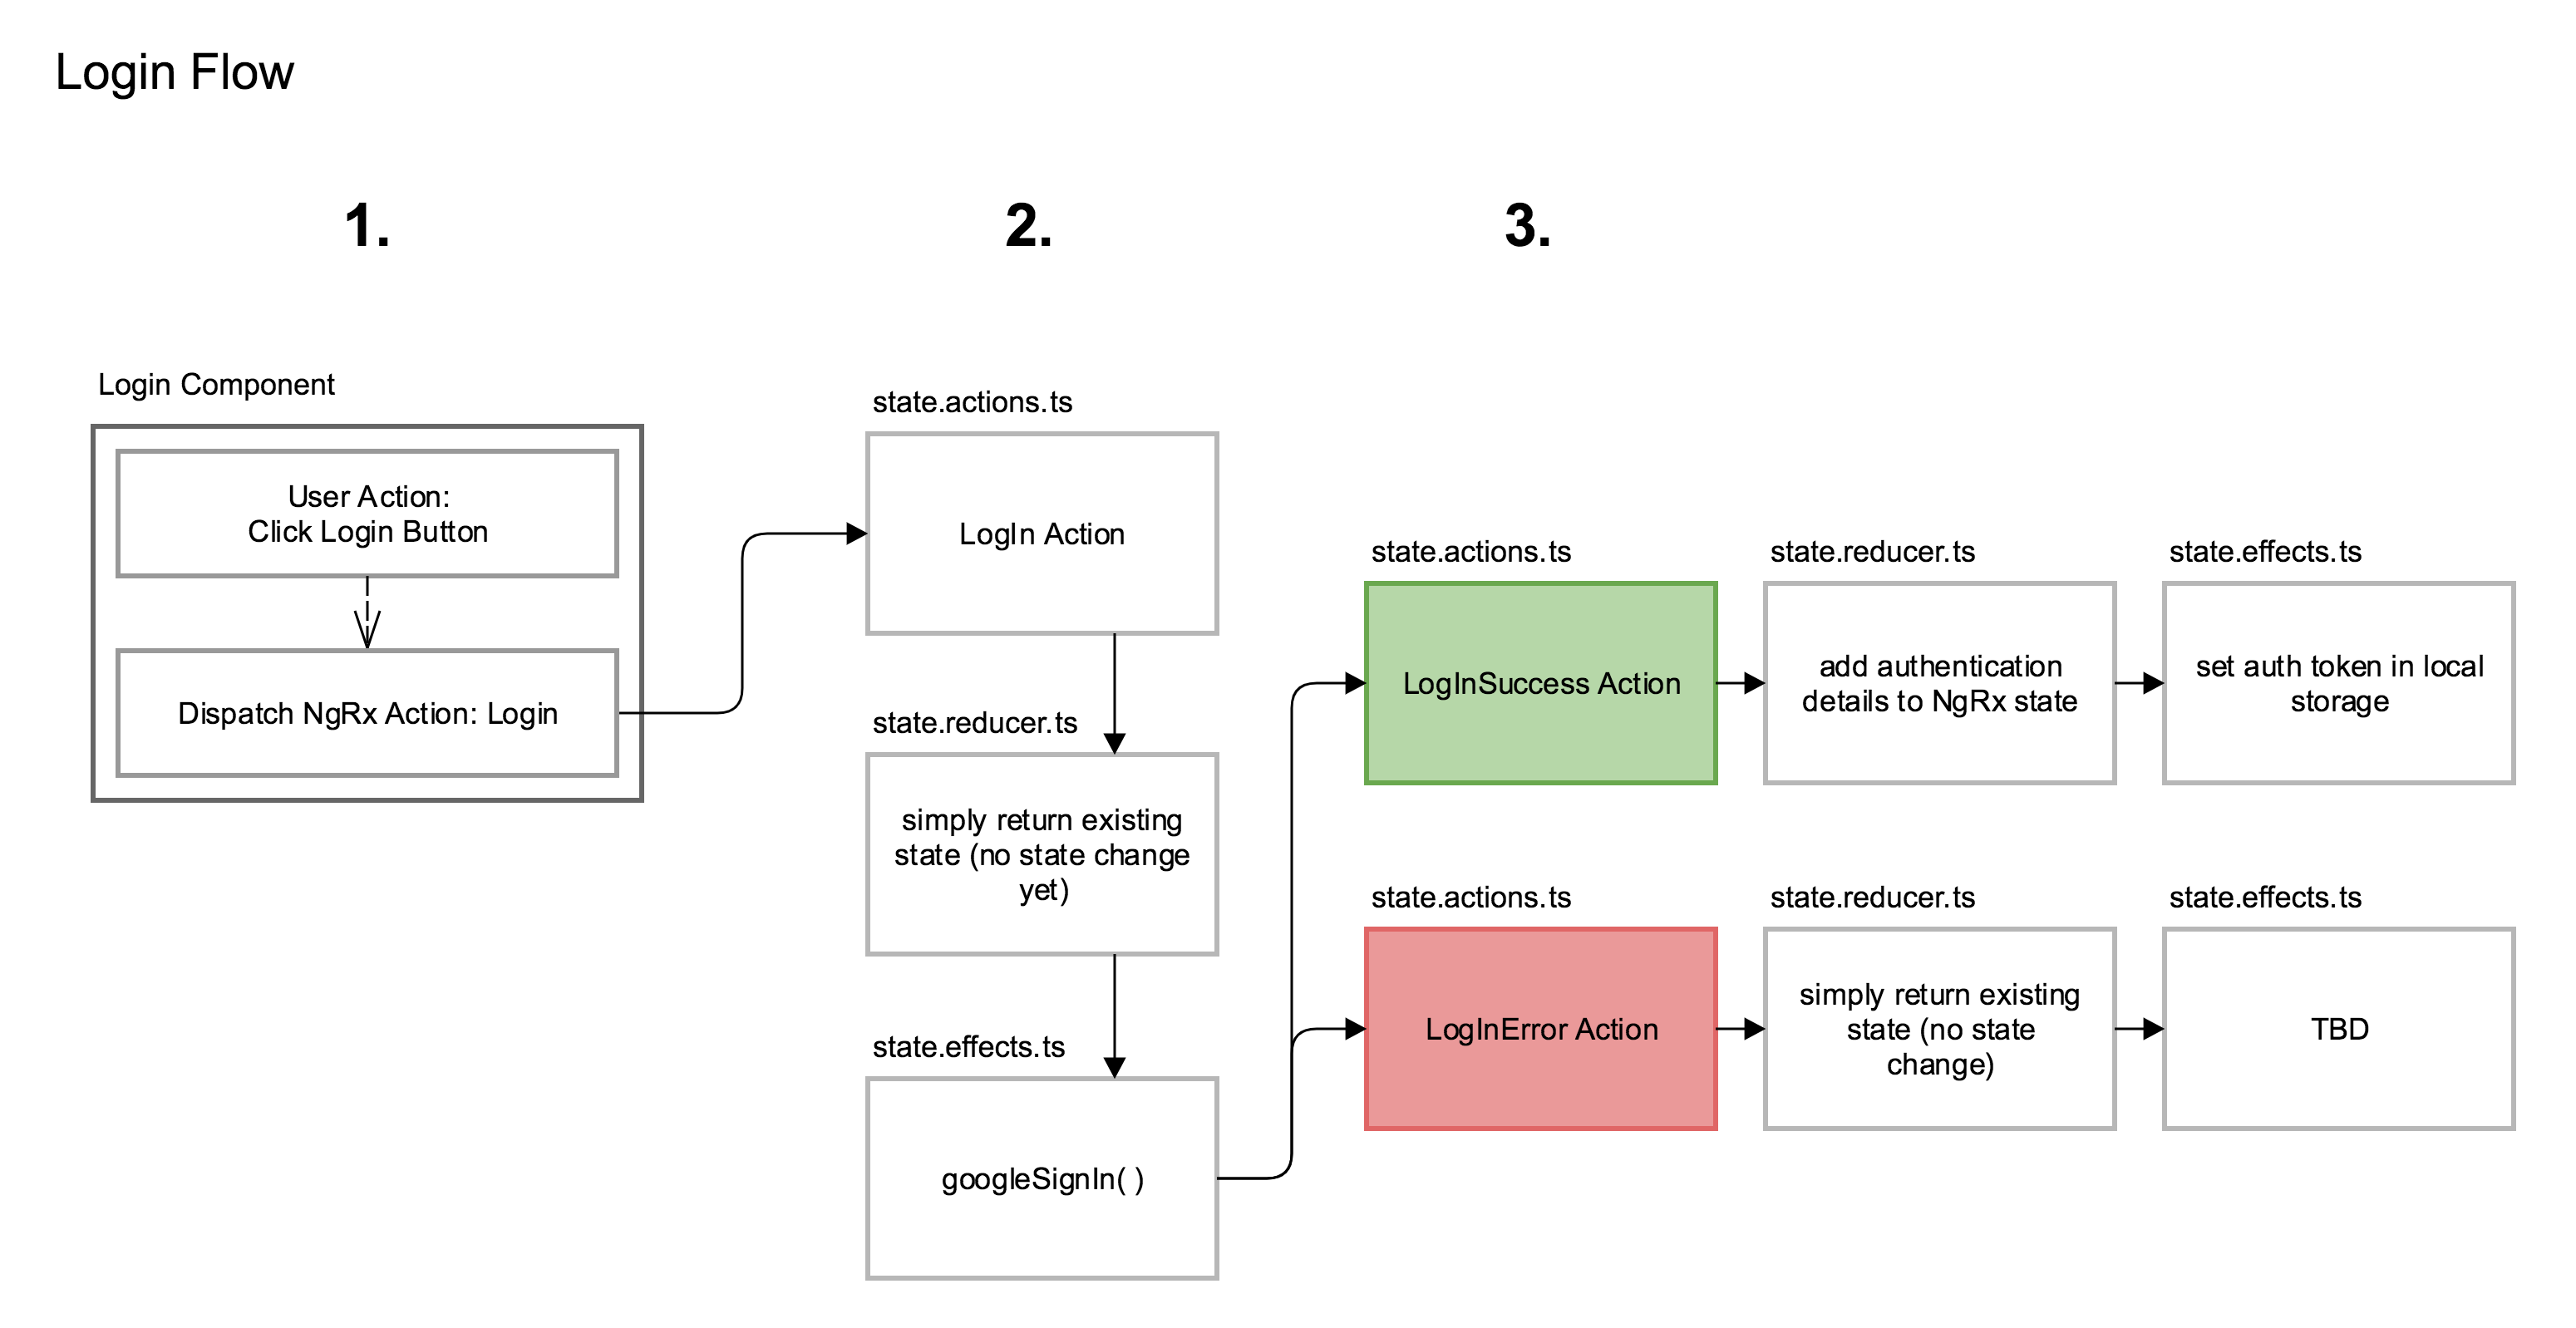 Login Flow
1.
2.
3.
Login Component
User Action:
Click Login Button
Dispatch NgRx Action: Login
state.actions.ts
LogIn Action
state.reducer.ts
simply return existing
state (no state change
yet)
state.effects.ts
googleSignIn( )
state.actions.ts
LogInSuccess Action
state.reducer.ts
add authentication
details to NgRx state
state.effects.ts
set auth token in local
storage
state.actions.ts
LogInError Action
state.reducer.ts
simply return existing
state (no state
change)
state.effects.ts
TBD